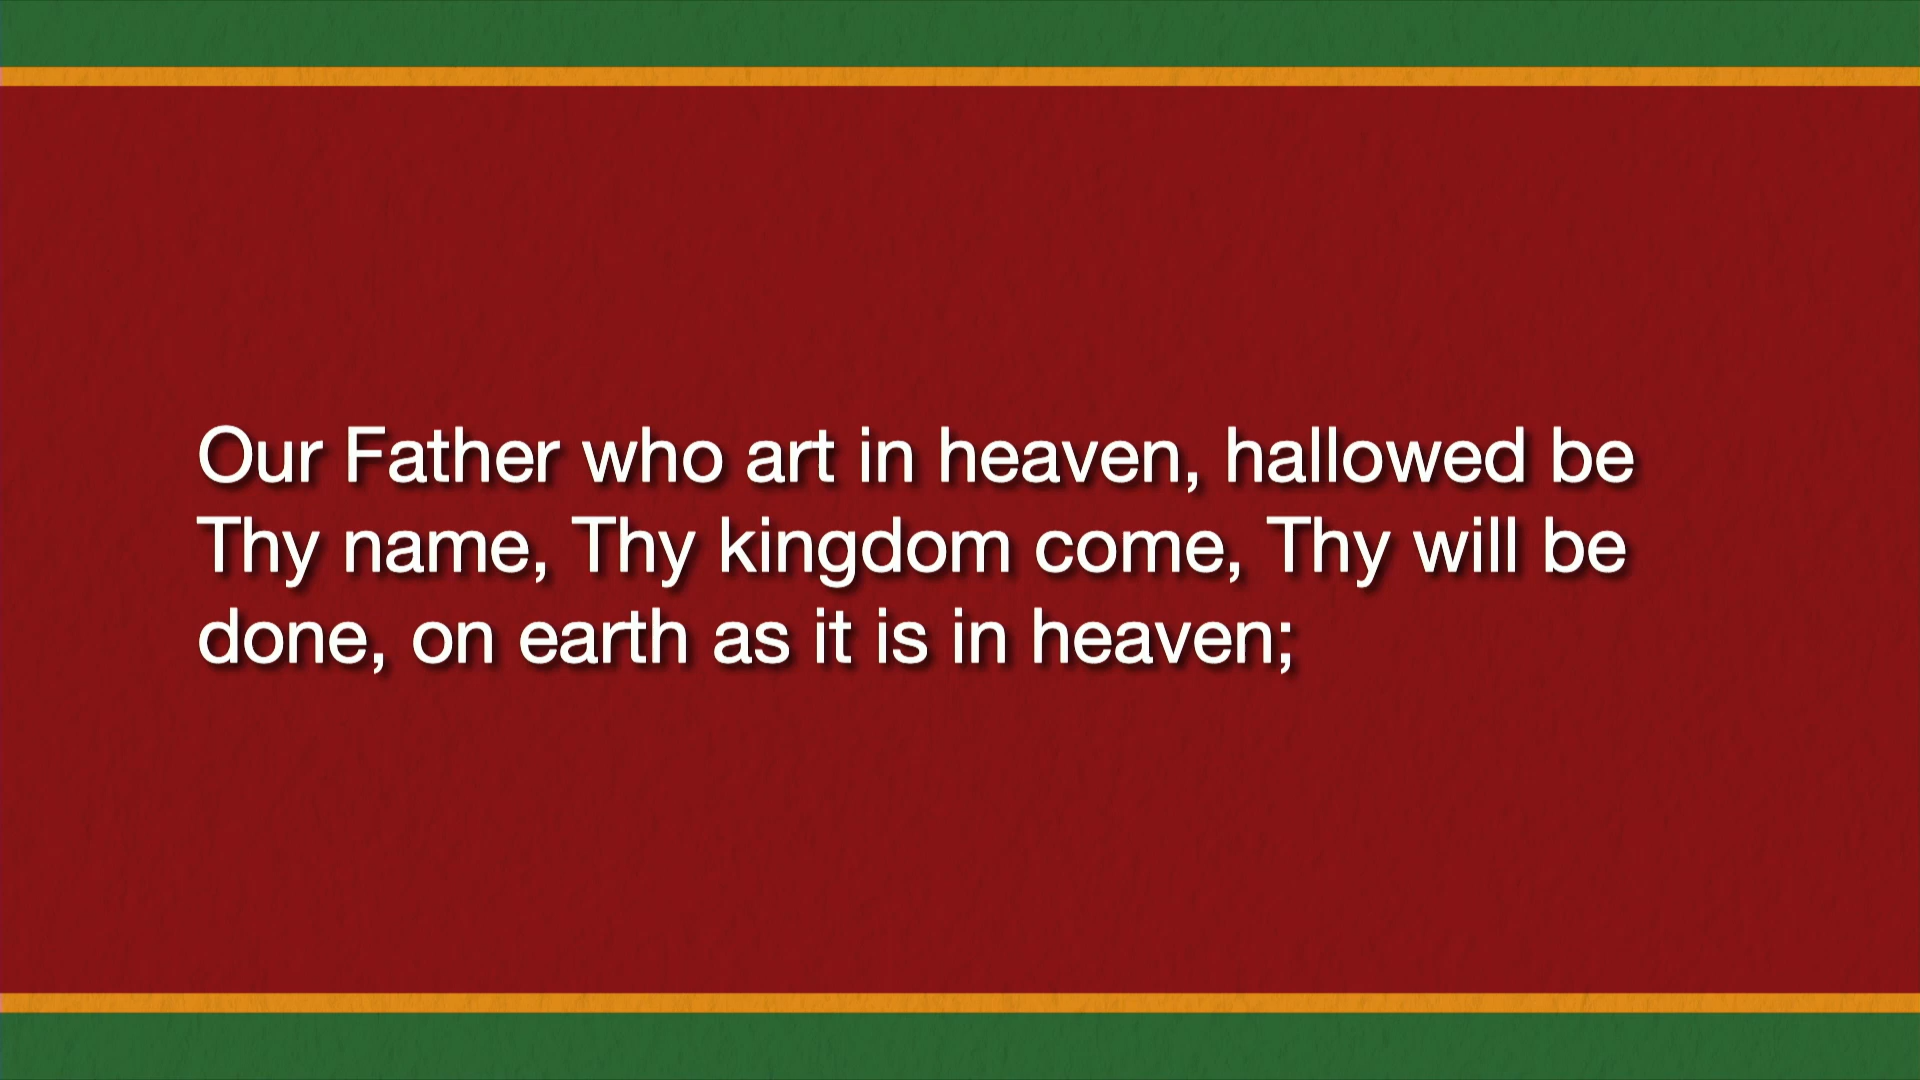 Our Father who art in heaven, hallowed be
Thy name, Thy kingdom come, Thy will be
done, on earth as it is in heaven;